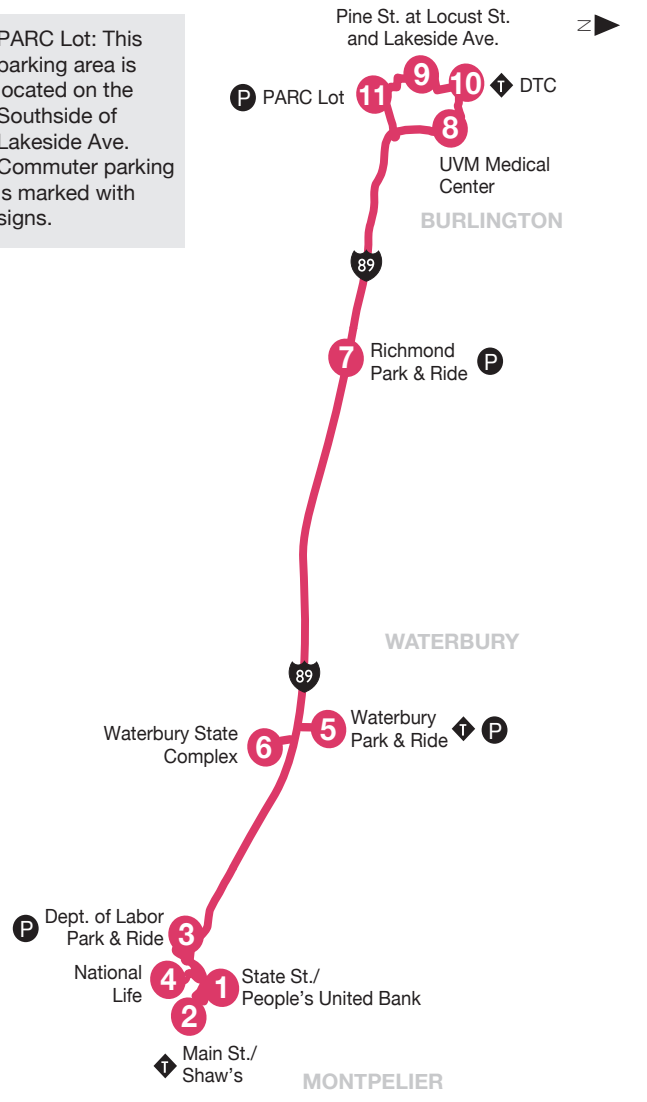 PARC Lot: This
parking area is
located on the
Southside of
Lakeside Ave.
Commuter parking
is marked with
signs.
Pine St. at Locust St.
and Lakeside Ave.
N
P PARC Lot
11
9
10
T DTC
8
UVM Medical
Center
BURLINGTON
89
7
Richmond
Park & Ride
P
WATERBURY
89
5
Waterbury
Park & Ride
T P
Waterbury State
Complex
6
P
Dept. of Labor
Park & Ride
3
National
Life
4
1
State St./
People's United Bank
2
T
Main St./
Shaw's
MONTPELIER